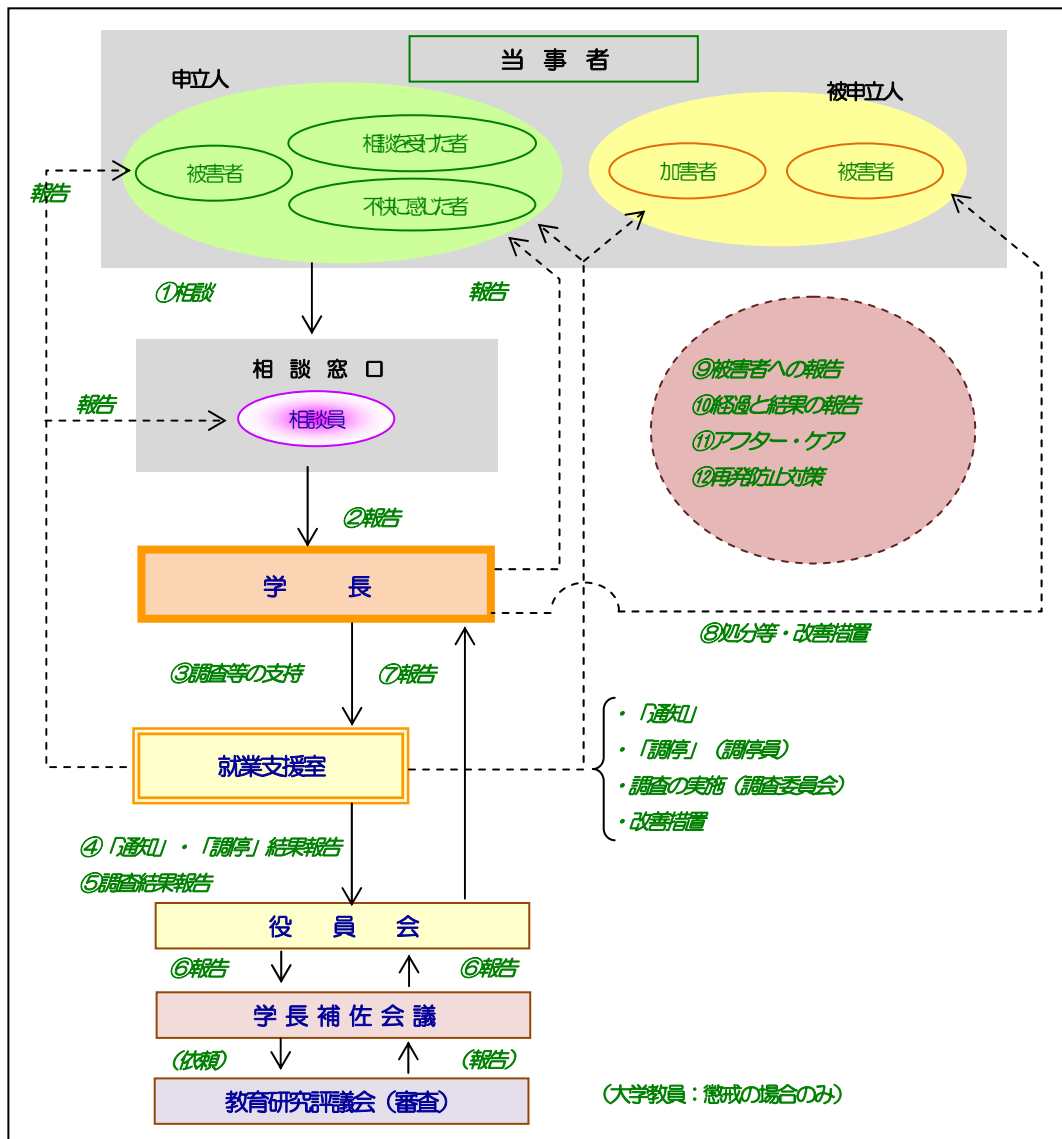 当事者
申立人
被申立人
相談を受けた者
被害者
不快に感じた者
加害者
被害者
報告
①相談
報告
相談窓口
報告
相談員
⑨被害者への報告
⑩経過と結果の報告
⑪アフター・ケア
⑫再発防止対策
②報告
学長
⑧処分等・改善措置
③調査等の支持
⑦報告
就業支援室
・「通知」
・「調停」（調停員）
・調査の実施（調査委員会）
・改善措置
④「通知」・「調停」結果報告
⑤調査結果報告
役員会
⑥報告
⑥報告
学長補佐会議
(依頼)
(報告)
教育研究評議会（審査）
（大学教員：懲戒の場合のみ）